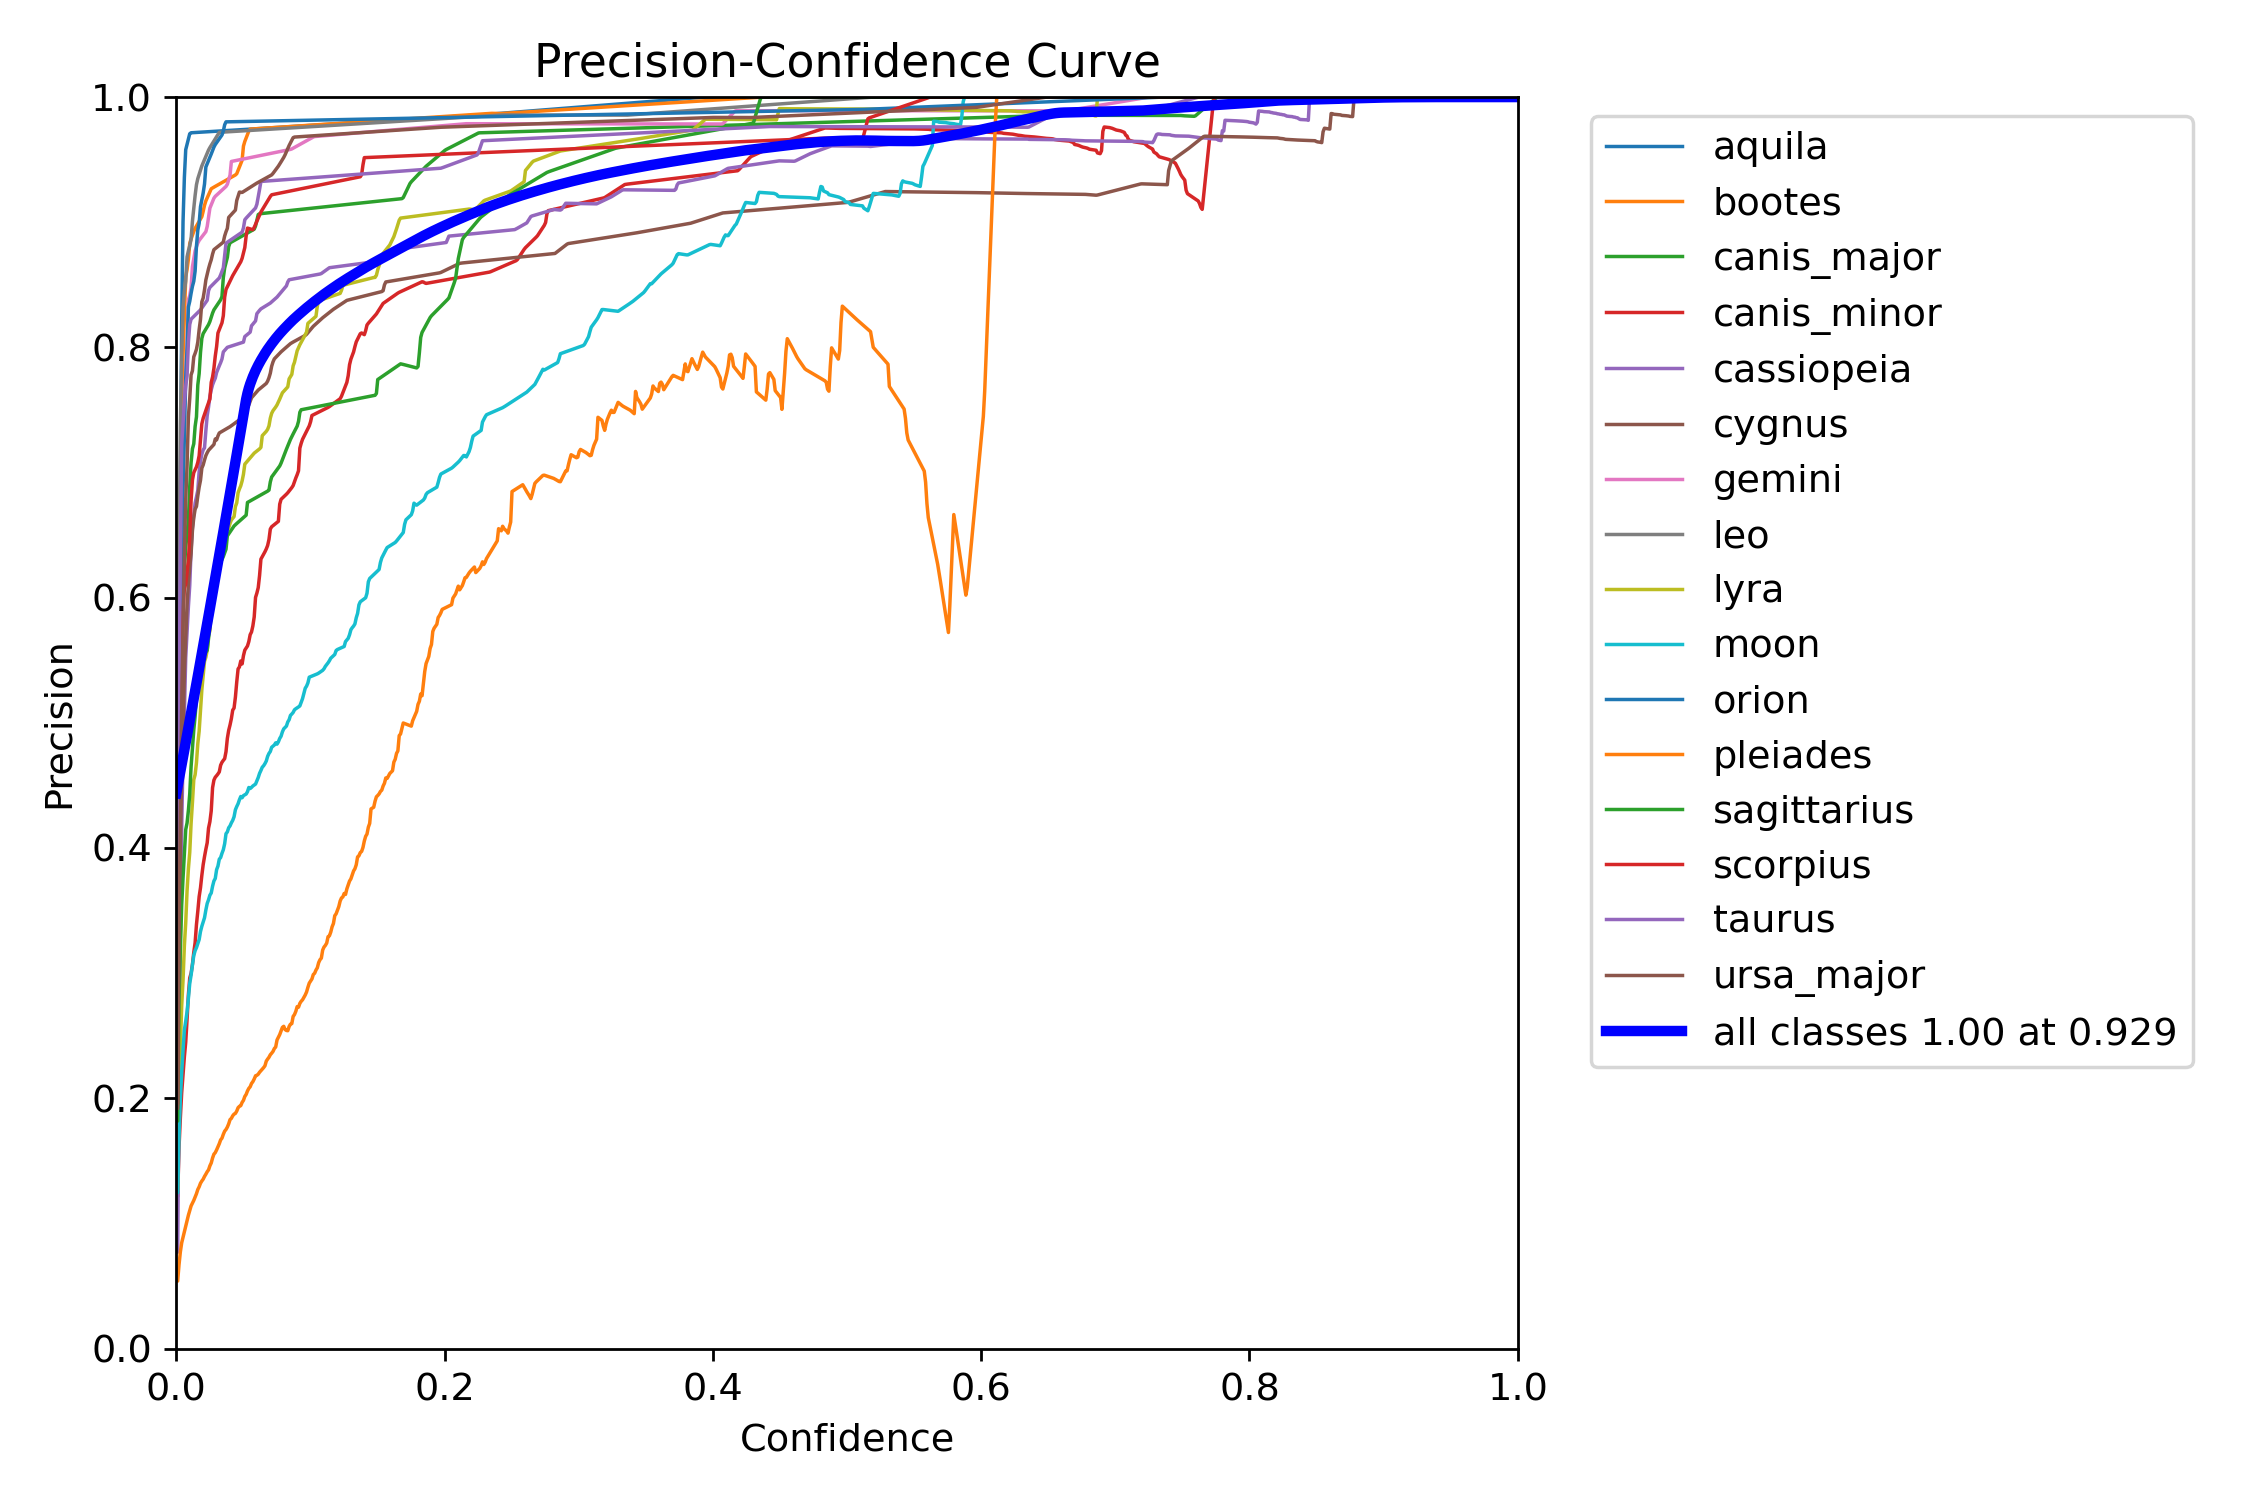 Precision-Confidence Curve
1.0
0.8
0.6
0.4
0.2
0.0
Precision
0.0 0.2 0.4 0.6 0.8 1.0
Confidence
aquila
bootes
canis_major
canis_minor
cassiopeia
cygnus
gemini
leo
lyra
moon
orion
pleiades
sagittarius
scorpius
taurus
ursa_major
all classes 1.00 at 0.929